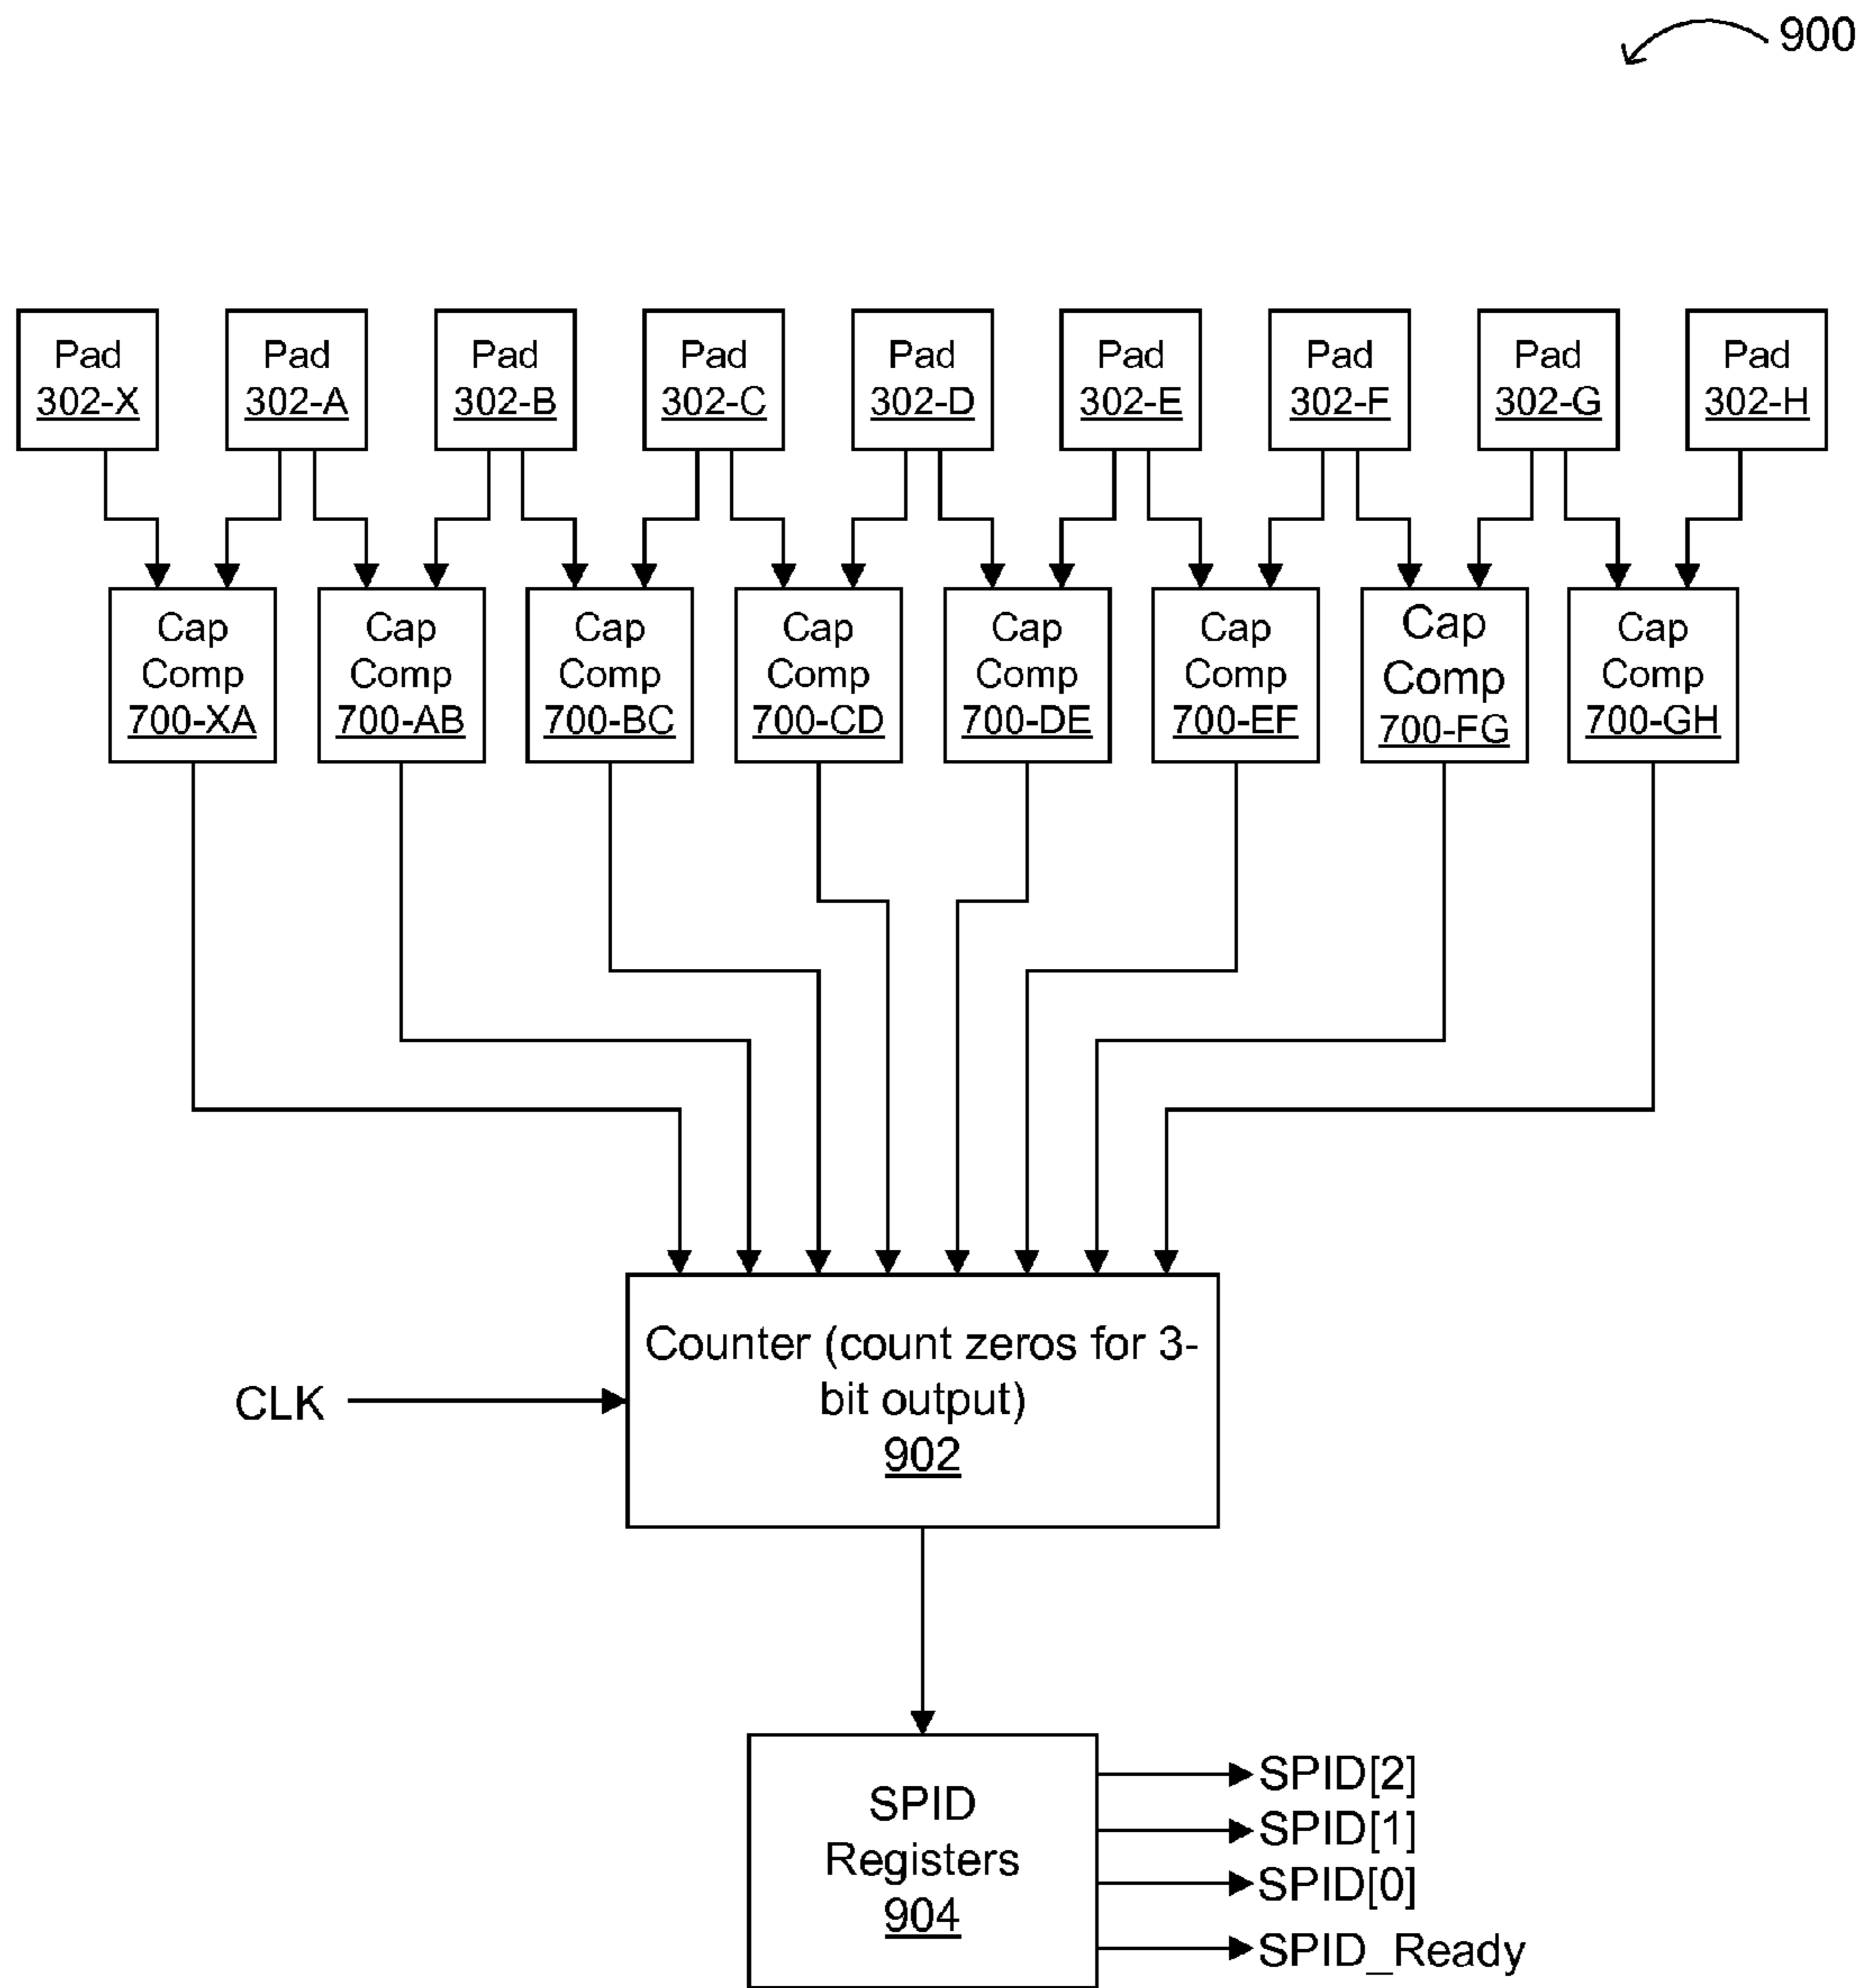 900
Pad
302-X
Pad
302-A
Pad
302-B
Pad
302-C
Pad
302-D
Pad
302-E
Pad
302-F
Pad
302-G
Pad
302-H
Cap
Comp
700-XA
Cap
Comp
700-AB
Cap
Comp
700-BC
Cap
Comp
700-CD
Cap
Comp
700-DE
Cap
Comp
700-EF
Cap
Comp
700-FG
Cap
Comp
700-GH
CLK
Counter (count zeros for 3-
bit output)
902
SPID
Registers
904
SPID[2]
SPID[1]
SPID[0]
SPID_Ready